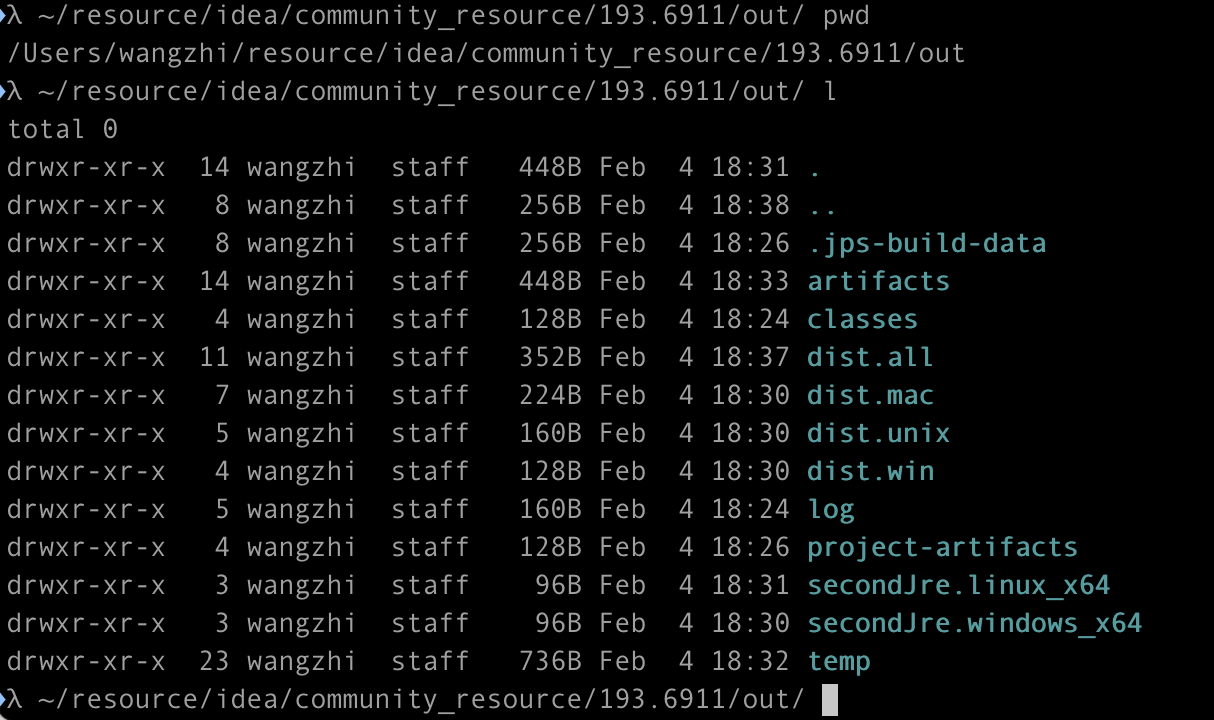 λ ~/resource/idea/community_resource/193.6911/out/ pwd
/Users/wangzhi/resource/idea/community_resource/193.6911/out
λ ~/resource/idea/community_resource/193.6911/out/ l
total 0
drwxr-xr-x  14 wangzhi  staff   448B Feb  4 18:31 .
drwxr-xr-x   8 wangzhi  staff   256B Feb  4 18:38 ..
drwxr-xr-x   8 wangzhi  staff   256B Feb  4 18:26 .jps-build-data
drwxr-xr-x  14 wangzhi  staff   448B Feb  4 18:33 artifacts
drwxr-xr-x   4 wangzhi  staff   128B Feb  4 18:24 classes
drwxr-xr-x  11 wangzhi  staff   352B Feb  4 18:37 dist.all
drwxr-xr-x   7 wangzhi  staff   224B Feb  4 18:30 dist.mac
drwxr-xr-x   5 wangzhi  staff   160B Feb  4 18:30 dist.unix
drwxr-xr-x   4 wangzhi  staff   128B Feb  4 18:30 dist.win
drwxr-xr-x   5 wangzhi  staff   160B Feb  4 18:24 log
drwxr-xr-x   4 wangzhi  staff   128B Feb  4 18:26 project-artifacts
drwxr-xr-x   3 wangzhi  staff    96B Feb  4 18:31 secondJre.linux_x64
drwxr-xr-x   3 wangzhi  staff    96B Feb  4 18:30 secondJre.windows_x64
drwxr-xr-x  23 wangzhi  staff   736B Feb  4 18:32 temp
λ ~/resource/idea/community_resource/193.6911/out/